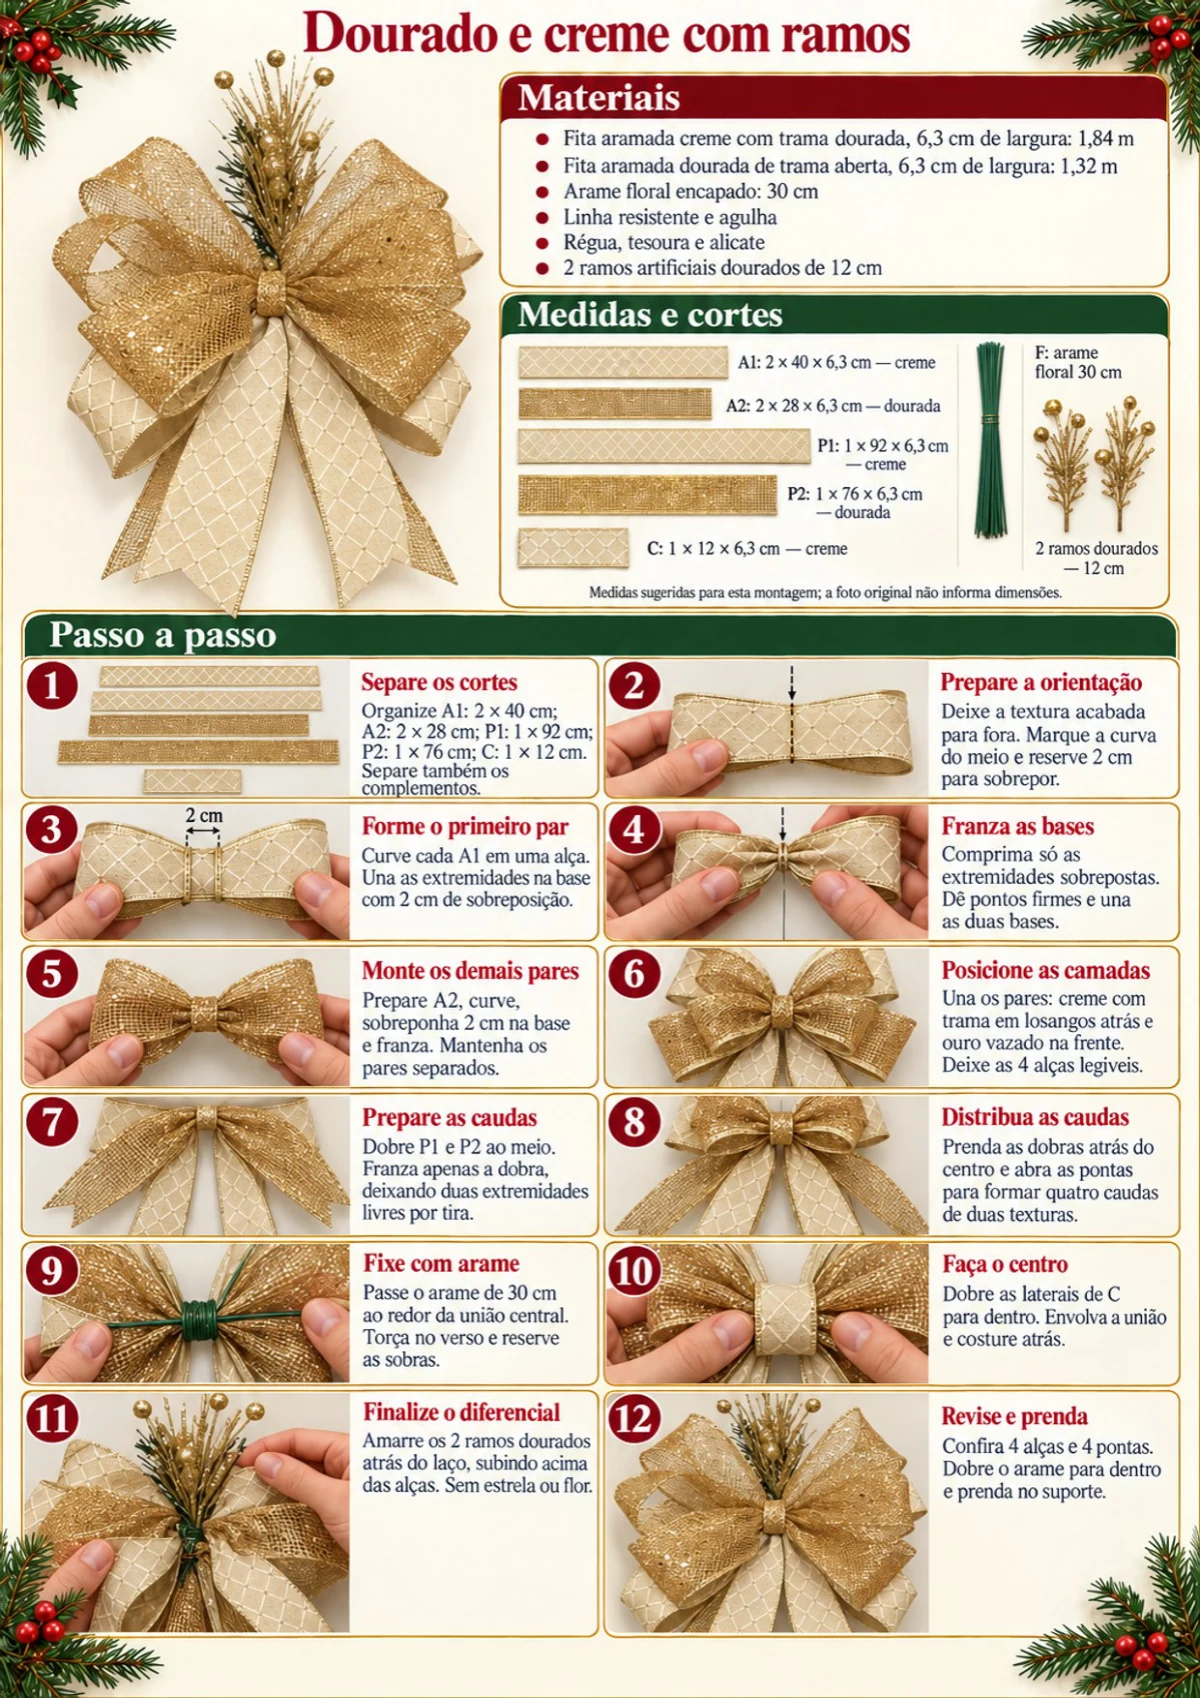 Dourado e creme com ramos
Materiais
Fita aramada creme com trama dourada, 6,3 cm de largura: 1,84 m
Fita aramada dourada de trama aberta, 6,3 cm de largura: 1,32 m
Arame floral encapado: 30 cm
Linha resistente e agulha
Régua, tesoura e alicate
2 ramos artificiais dourados de 12 cm
Medidas e cortes
A1: 2 × 40 × 6,3 cm — creme
A2: 2 × 28 × 6,3 cm — dourada
P1: 1 × 92 × 6,3 cm
— creme
P2: 1 × 76 × 6,3 cm
— dourada
C: 1 × 12 × 6,3 cm — creme
F: arame
floral 30 cm
2 ramos dourados
— 12 cm
Medidas sugeridas para esta montagem; a foto original não informa dimensões.
Passo a passo
1
Separe os cortes
Organize A1: 2 × 40 cm;
A2: 2 × 28 cm; P1: 1 × 92 cm;
P2: 1 × 76 cm; C: 1 × 12 cm.
Separe também os
complementos.
2
Prepare a orientação
Deixe a textura acabada
para fora. Marque a curva
do meio e reserve 2 cm
para sobrepor.
3
2 cm
Forme o primeiro par
Curve cada A1 em uma alça.
Una as extremidades na base
com 2 cm de sobreposição.
4
Franza as bases
Comprima só as
extremidades sobrepostas.
Dê pontos firmes e una
as duas bases.
5
Monte os demais pares
Prepare A2, curve,
sobreponha 2 cm na base
e franza. Mantenha os
pares separados.
6
Posicione as camadas
Una os pares: creme com
trama em losangos atrás e
ouro vazado na frente.
Deixe as 4 alças legiveis.
7
Prepare as caudas
Dobre P1 e P2 ao meio.
Franza apenas a dobra,
deixando duas extremidades
livres por tira.
8
Distribua as caudas
Prenda as dobras atrás do
centro e abra as pontas
para formar quatro caudas
de duas texturas.
9
Fixe com arame
Passe o arame de 30 cm
ao redor da união central.
Torça no verso e reserve
as sobras.
10
Faça o centro
Dobre as laterais de C
para dentro. Envolva a união
e costure atrás.
11
Finalize o diferencial
Amarre os 2 ramos dourados
atrás do laço, subindo acima
das alças. Sem estrela ou flor.
12
Revise e prenda
Confira 4 alças e 4 pontas.
Dobre o arame para dentro
e prenda no suporte.